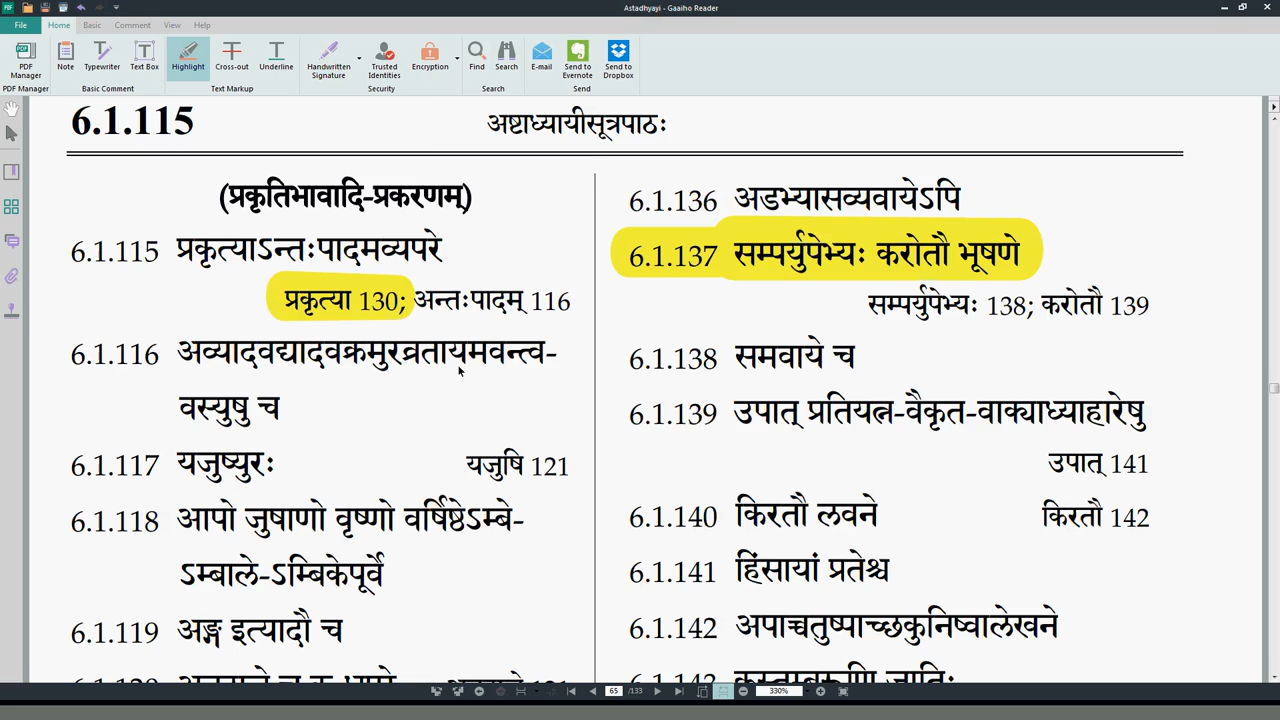 Astadhyayi - Gaaiho Reader
File Home Basic Comment View Help
PDF Manager Note Typewriter Text Box Highlight Cross-out Underline Handwritten Signature Trusted Identities Encryption Find Search E-mail Send to Evernote Send to Dropbox
PDF Manager Basic Comment Text Markup Security Search Send
6.1.115 अष्टाध्यायीसूत्रपाठः
(प्रकृतिभावादि-प्रकरणम्)
6.1.115 प्रकृत्याऽन्तःपादमव्यपरे
प्रकृत्या 130; अन्तःपादम् 116
6.1.116 अव्यादवद्यादवक्रमुरव्रतायमवन्त्व-
वस्युषु च
6.1.117 यजुष्युरः यजुषि 121
6.1.118 आपो जुषाणो वृष्णो वर्षिष्ठेऽम्बे-
ऽम्बाले-ऽम्बिकेपूर्वे
6.1.119 अङ्ग इत्यादौ च
6.1.136 अडभ्यासव्यवायेऽपि
6.1.137 सम्पर्युपेभ्यः करोतौ भूषणे
सम्पर्युपेभ्यः 138; करोतौ 139
6.1.138 समवाये च
6.1.139 उपात् प्रतियत्न-वैकृत-वाक्याध्याहारेषु
उपात् 141
6.1.140 किरतौ लवने किरतौ 142
6.1.141 हिंसायां प्रतेश्च
6.1.142 अपाच्चतुष्पाच्छकुनिष्वालेखने
65 /133 330%